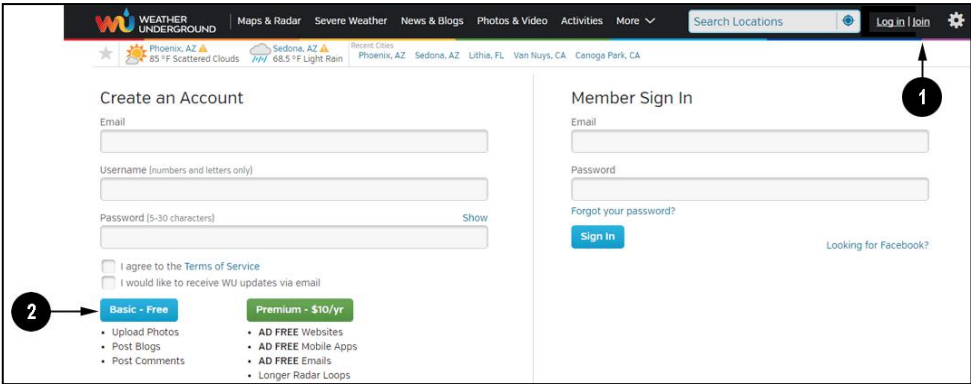 WEATHER UNDERGROUND Maps & Radar Severe Weather News & Blogs Photos & Video Activities More Search Locations Log in | Join
Phoenix, AZ
85 °F Scattered Clouds
Sedona, AZ
68.5 °F Light Rain
Recent Cities
Phoenix, AZ Sedona, AZ Lithia, FL Van Nuys, CA Canoga Park, CA
1
Create an Account
Email
Username (numbers and letters only)
Password (5-30 characters) Show
I agree to the Terms of Service
I would like to receive WU updates via email
2
Basic - Free
• Upload Photos
• Post Blogs
• Post Comments
Premium - $10/yr
• AD FREE Websites
• AD FREE Mobile Apps
• AD FREE Emails
• Longer Radar Loops
Member Sign In
Email
Password
Forgot your password?
Sign In
Looking for Facebook?